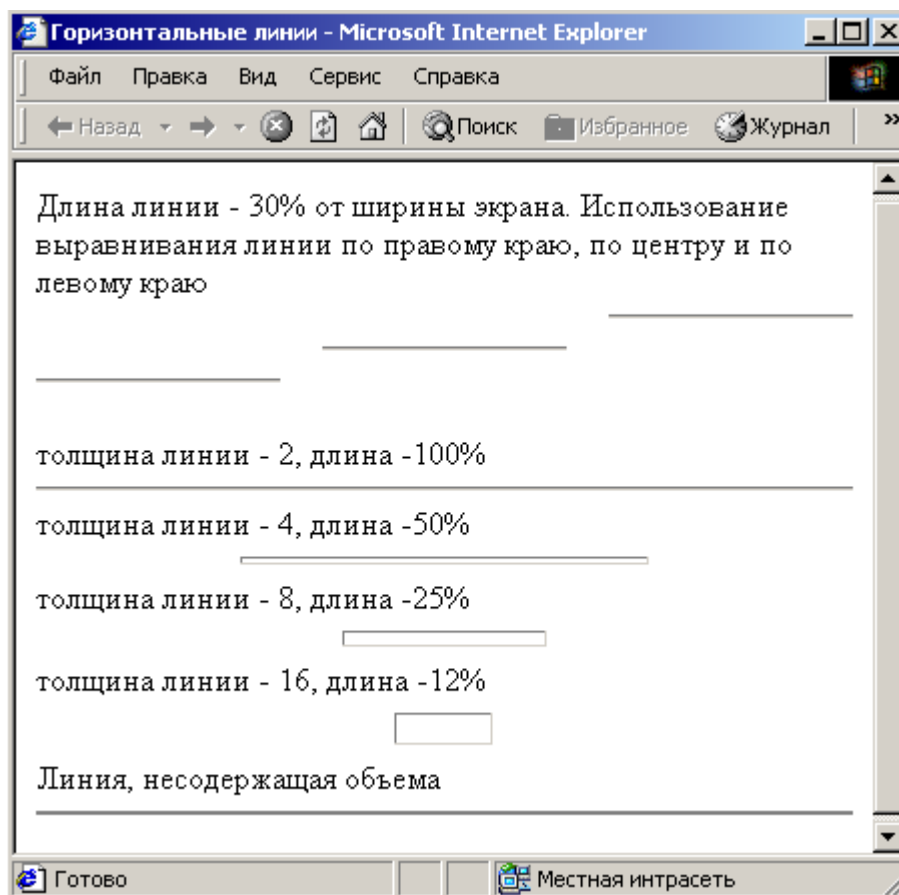 Горизонтальные линии - Microsoft Internet Explorer
Файл Правка Вид Сервис Справка
Назад Поиск Избранное Журнал »
Длина линии - 30% от ширины экрана. Использование
выравнивания линии по правому краю, по центру и по
левому краю
толщина линии - 2, длина -100%
толщина линии - 4, длина -50%
толщина линии - 8, длина -25%
толщина линии - 16, длина -12%
Линия, несодержащая объема
Готово Местная интрасеть